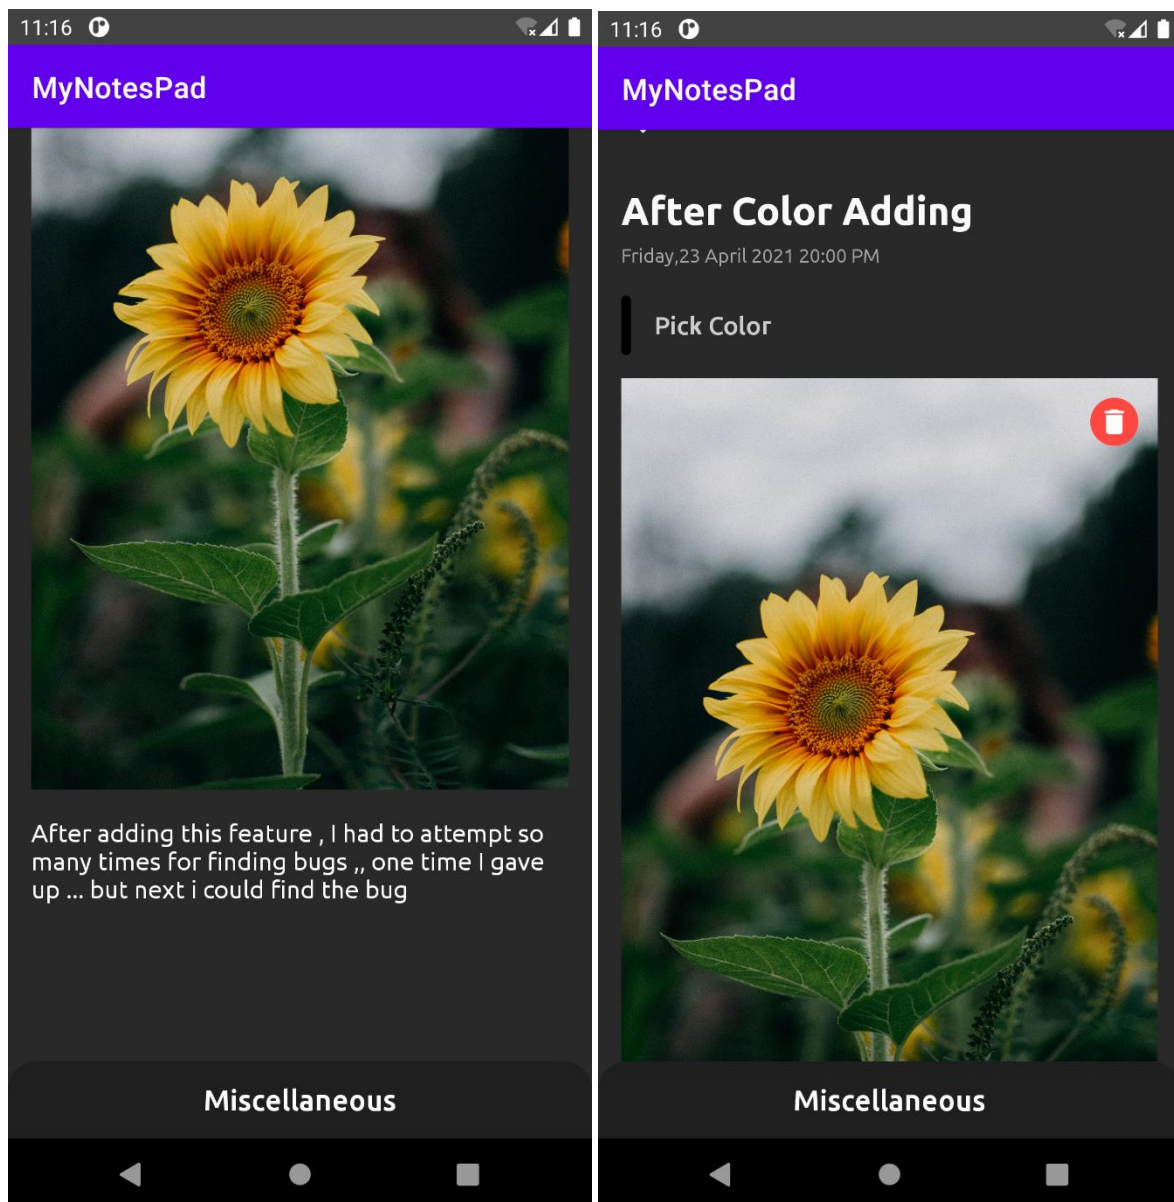 11:16
MyNotesPad
After adding this feature , I had to attempt so
many times for finding bugs ,, one time I gave
up ... but next i could find the bug
Miscellaneous
11:16
MyNotesPad
After Color Adding
Friday,23 April 2021 20:00 PM
Pick Color
Miscellaneous